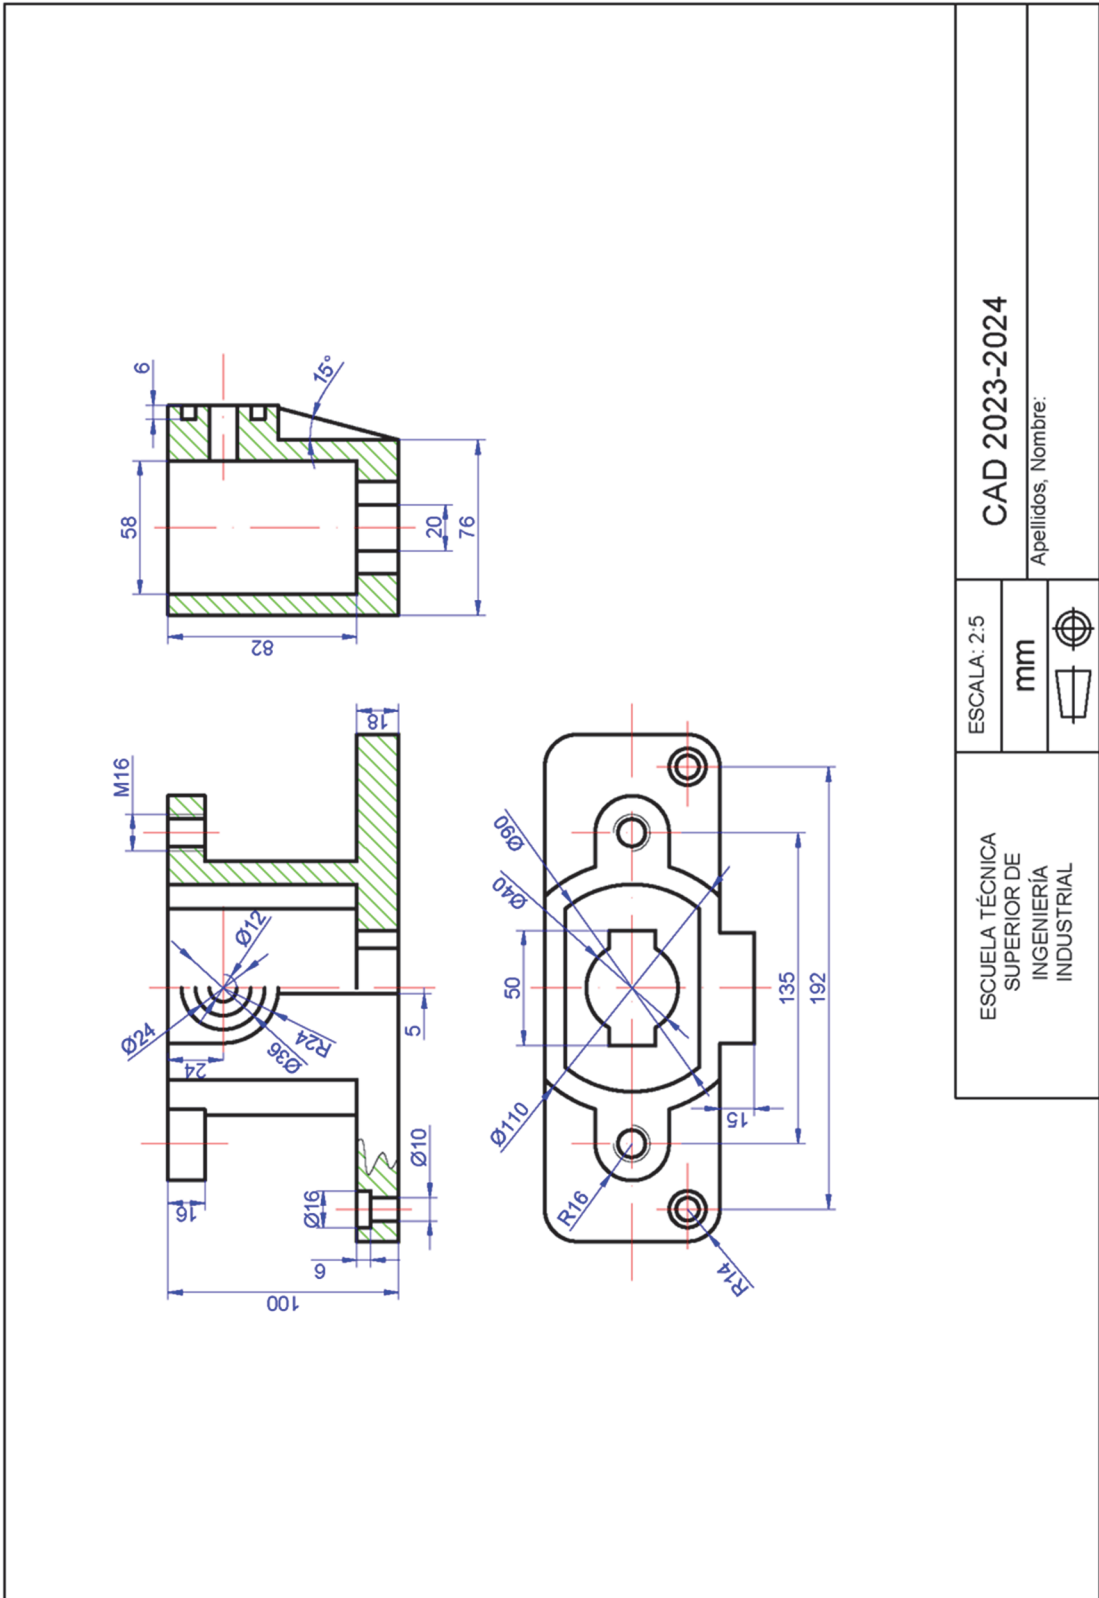 6
15°
58
20
76
82
M16
18
Ø12
Ø24
Ø36
R24
24
5
16
Ø16
Ø10
6
100
Ø90
Ø40
50
Ø110
135
192
15
R16
R14
ESCUELA TÉCNICA
SUPERIOR DE
INGENIERÍA
INDUSTRIAL
ESCALA: 2:5
mm
CAD 2023-2024
Apellidos, Nombre: